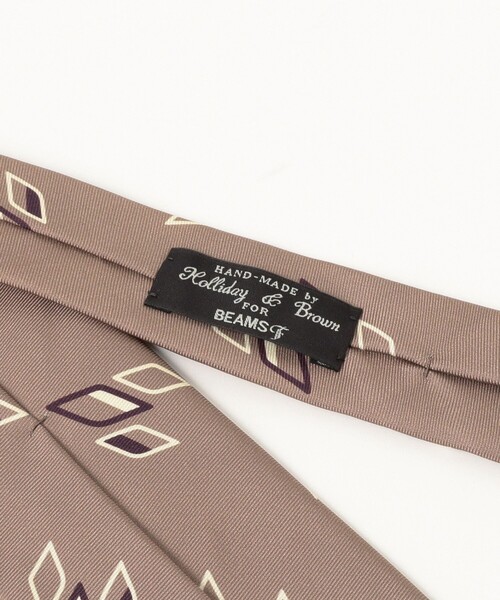 HAND-MADE by
Holliday & Brown
FOR
BEAMS F